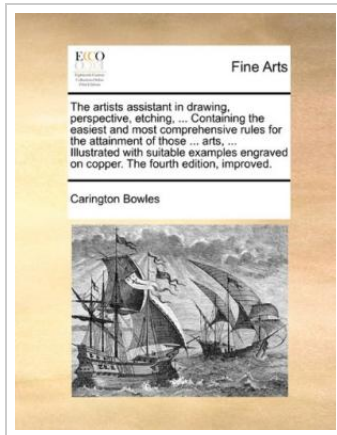 ECCO
Fine Arts
The artists assistant in drawing,
perspective, etching, ... Containing the
easiest and most comprehensive rules for
the attainment of those ... arts, ...
Illustrated with suitable examples engraved
on copper. The fourth edition, improved.
Carington Bowles